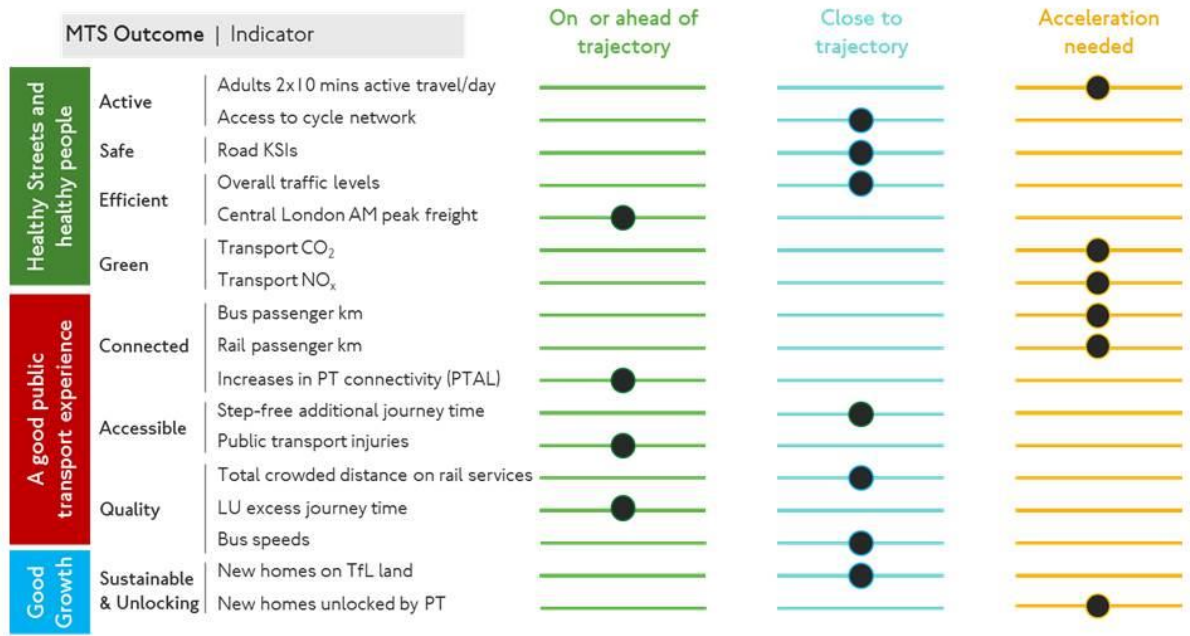 MTS Outcome | Indicator
On or ahead of
trajectory
Close to
trajectory
Acceleration
needed
Healthy Streets and
healthy people
Active
Adults 2x10 mins active travel/day
Access to cycle network
Safe
Road KSIs
Efficient
Overall traffic levels
Central London AM peak freight
Green
Transport CO₂
Transport NOₓ
A good public
transport experience
Connected
Bus passenger km
Rail passenger km
Increases in PT connectivity (PTAL)
Accessible
Step-free additional journey time
Public transport injuries
Quality
Total crowded distance on rail services
LU excess journey time
Bus speeds
Good
Growth
Sustainable
& Unlocking
New homes on TfL land
New homes unlocked by PT